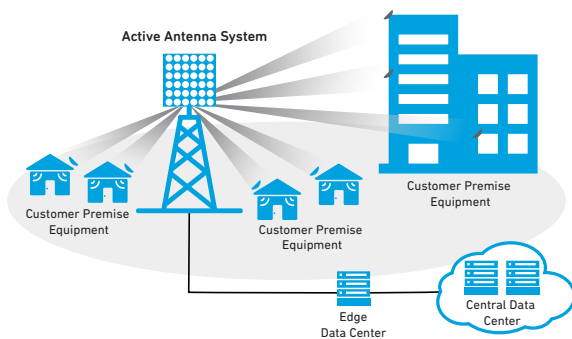 Active Antenna System
Customer Premise
Equipment
Customer Premise
Equipment
Customer Premise
Equipment
Edge
Data Center
Central Data
Center